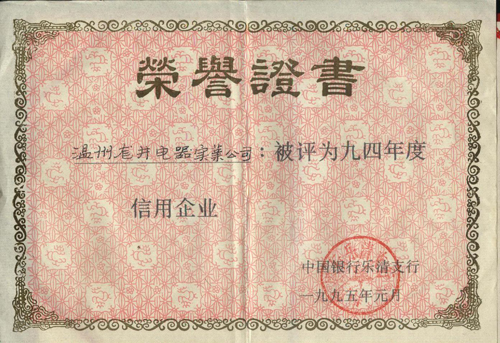 榮譽證書
温州苍井电器实业公司：被评为九四年度
信用企业
中国银行乐清支行
一九九五年元月